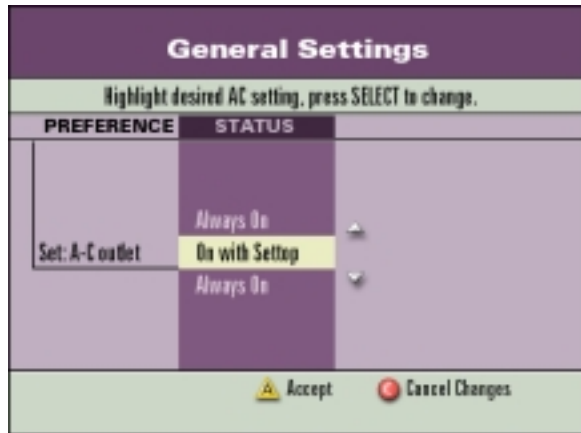 General Settings
Highlight desired AC setting, press SELECT to change.
PREFERENCE STATUS
Always On
Set: A-C outlet On with Settop
Always On
A Accept C Cancel Changes